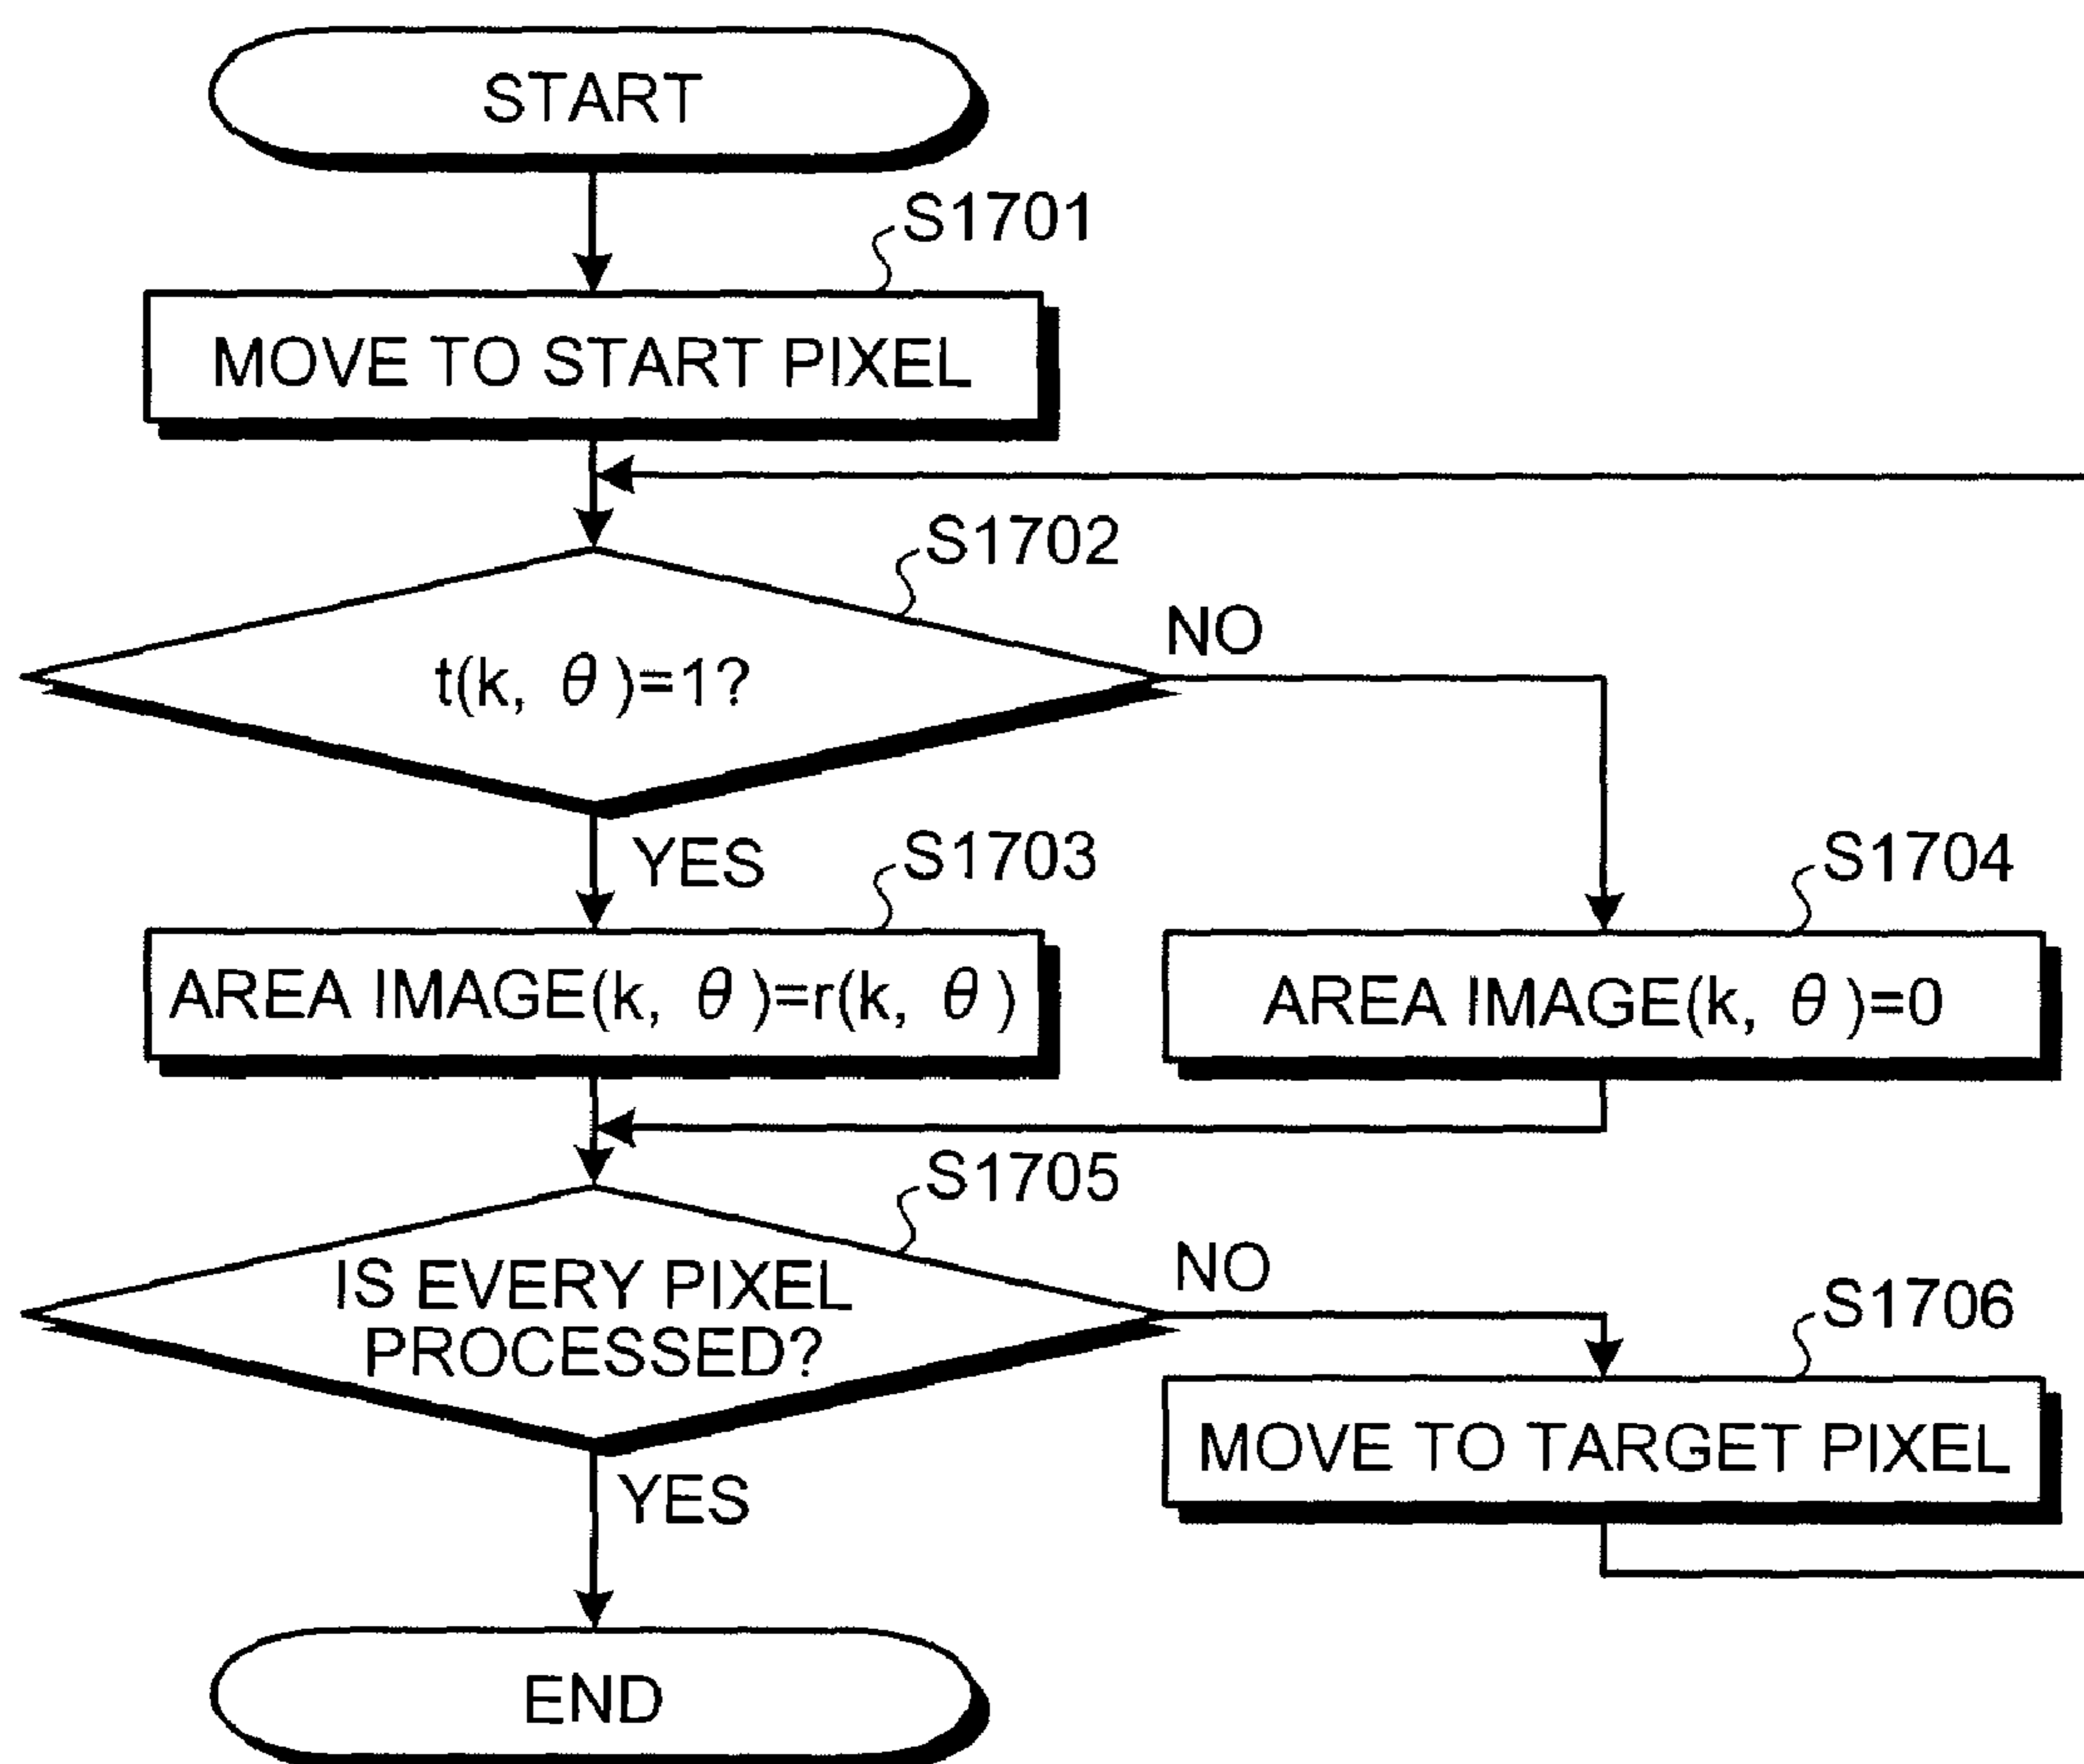 START
S1701
MOVE TO START PIXEL
S1702
t(k, θ)=1?
NO
YES
S1703
AREA IMAGE(k, θ)=r(k, θ)
S1704
AREA IMAGE(k, θ)=0
S1705
IS EVERY PIXEL
PROCESSED?
NO
S1706
MOVE TO TARGET PIXEL
YES
END